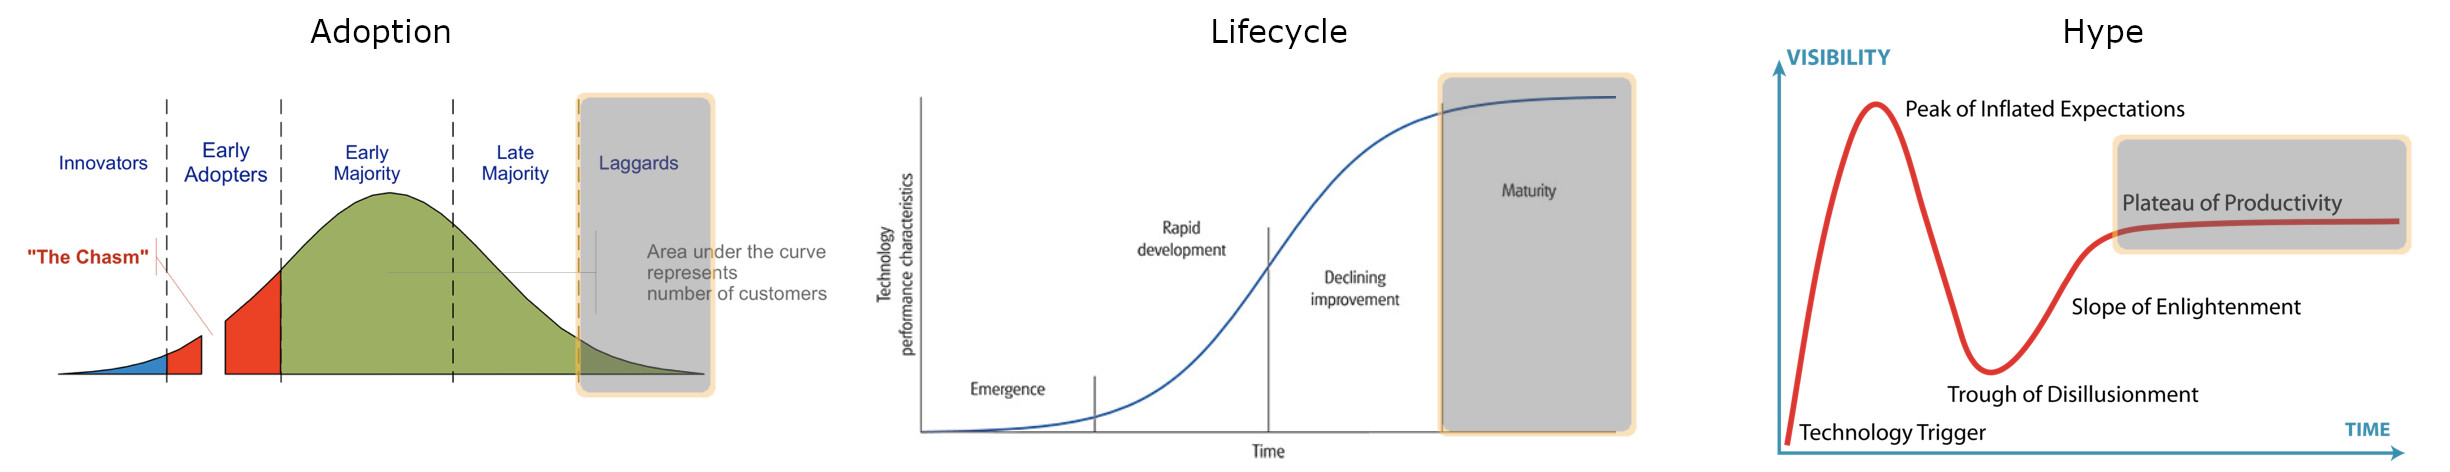 Adoption
Innovators
Early
Adopters
Early
Majority
Late
Majority
Laggards
"The Chasm"
Area under the curve
represents
number of customers
Lifecycle
Technology
performance characteristics
Emergence
Rapid
development
Declining
improvement
Maturity
Time
Hype
VISIBILITY
Peak of Inflated Expectations
Plateau of Productivity
Slope of Enlightenment
Trough of Disillusionment
Technology Trigger
TIME